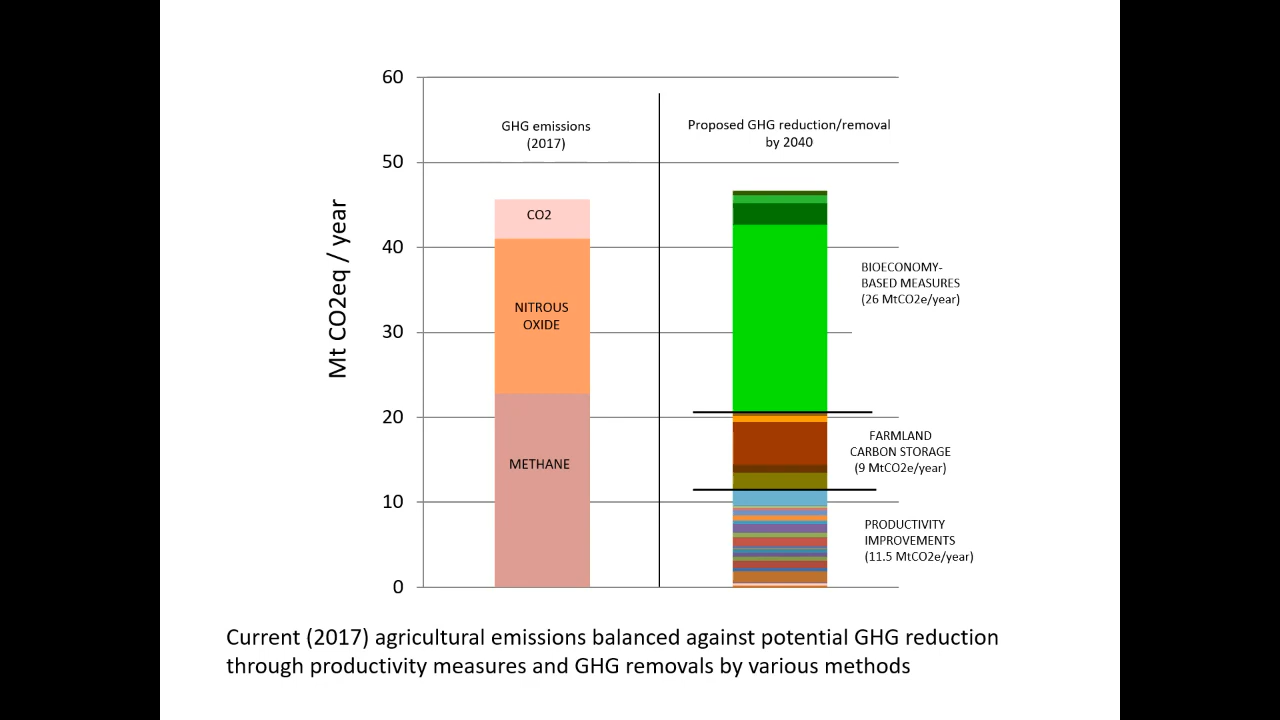 60
50
40
30
20
10
0
Mt CO2eq / year
GHG emissions
(2017)
CO2
NITROUS
OXIDE
METHANE
Proposed GHG reduction/removal
by 2040
BIOECONOMY-
BASED MEASURES
(26 MtCO2e/year)
FARMLAND
CARBON STORAGE
(9 MtCO2e/year)
PRODUCTIVITY
IMPROVEMENTS
(11.5 MtCO2e/year)
Current (2017) agricultural emissions balanced against potential GHG reduction
through productivity measures and GHG removals by various methods